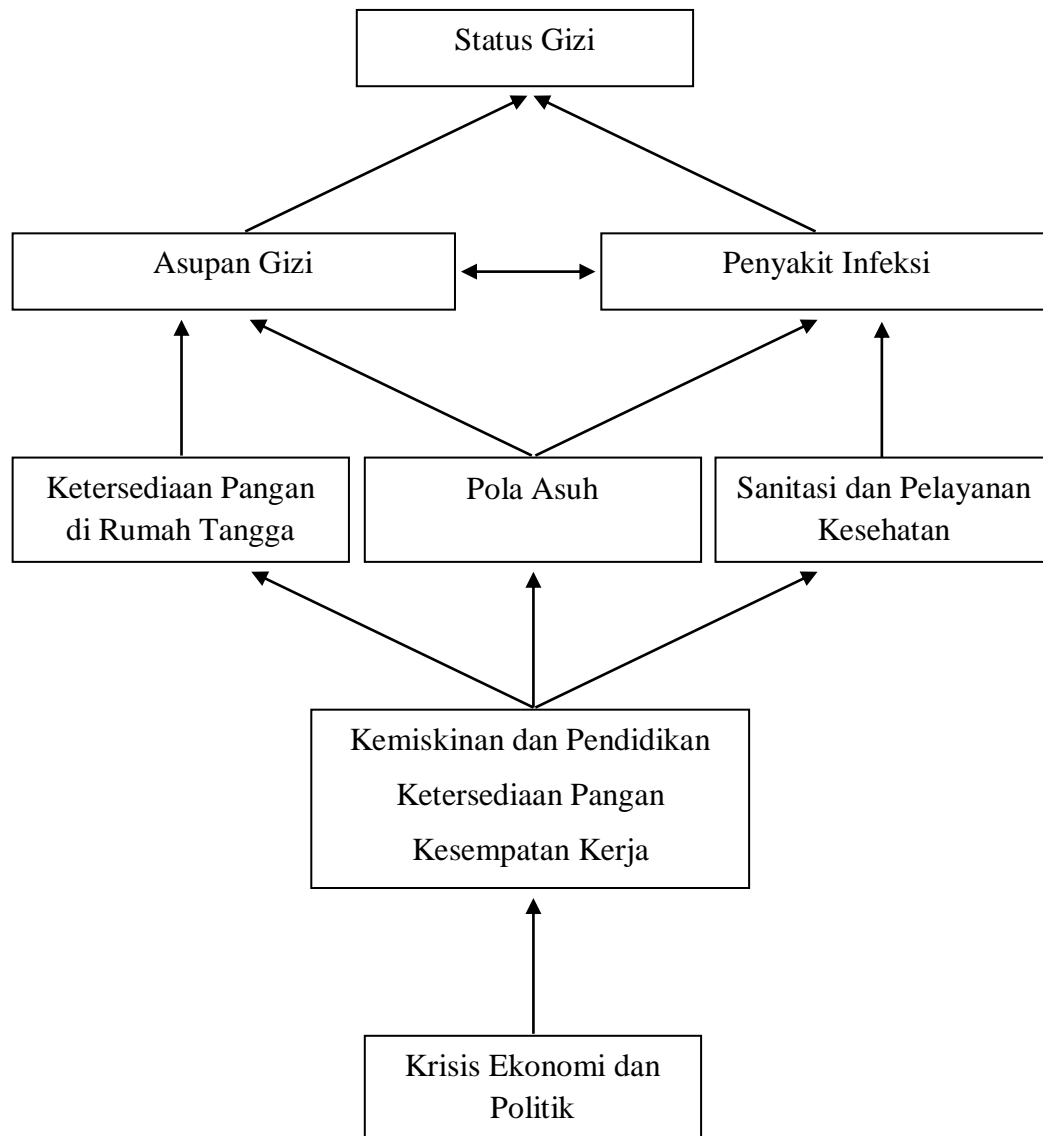 Status Gizi
Asupan Gizi
Penyakit Infeksi
Ketersediaan Pangan
di Rumah Tangga
Pola Asuh
Sanitasi dan Pelayanan
Kesehatan
Kemiskinan dan Pendidikan
Ketersediaan Pangan
Kesempatan Kerja
Krisis Ekonomi dan
Politik